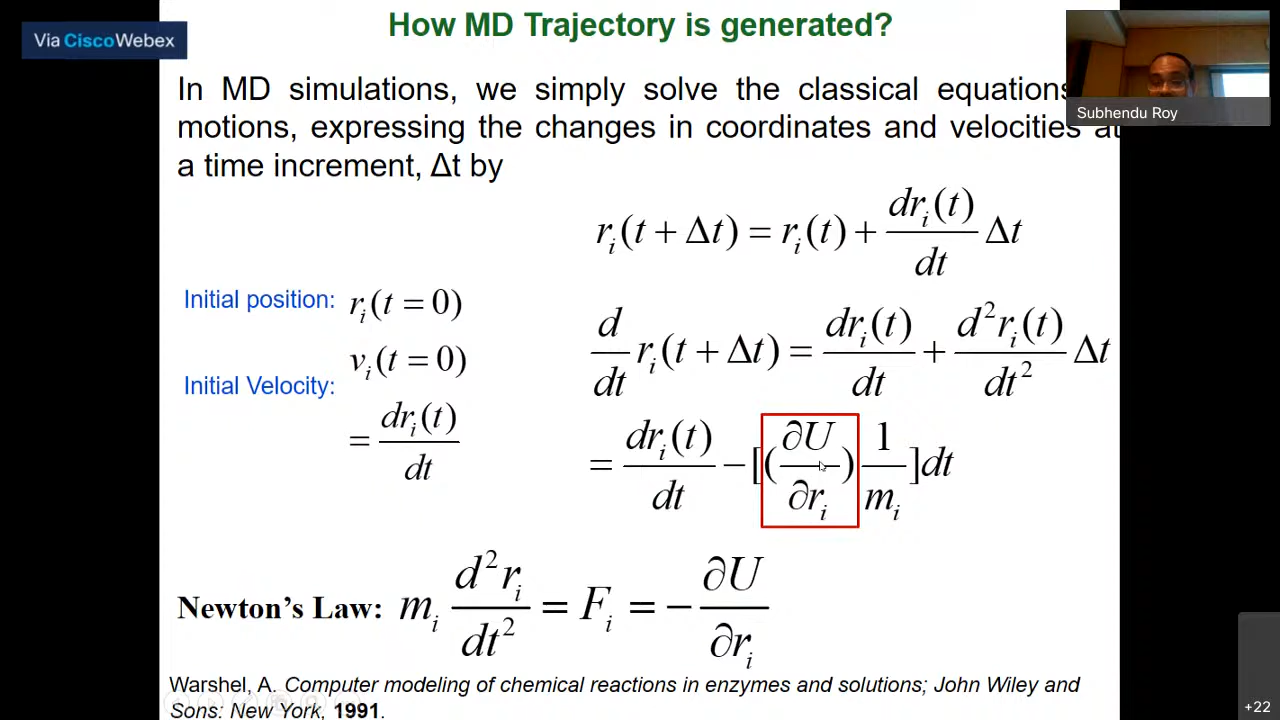 How MD Trajectory is generated?
Via CiscoWebex
Subhendu Roy
In MD simulations, we simply solve the classical equations
motions, expressing the changes in coordinates and velocities at
a time increment, Δt by
r_i(t + Δt) = r_i(t) + dr_i(t)/dt Δt
Initial position: r_i(t = 0)
d/dt r_i(t + Δt) = dr_i(t)/dt + d²r_i(t)/dt² Δt
Initial Velocity: v_i(t = 0)
= dr_i(t)/dt
= dr_i(t)/dt − [(∂U/∂r_i) 1/m_i]dt
Newton's Law: m_i d²r_i/dt² = F_i = − ∂U/∂r_i
Warshel, A. Computer modeling of chemical reactions in enzymes and solutions; John Wiley and
Sons: New York, 1991.
+22